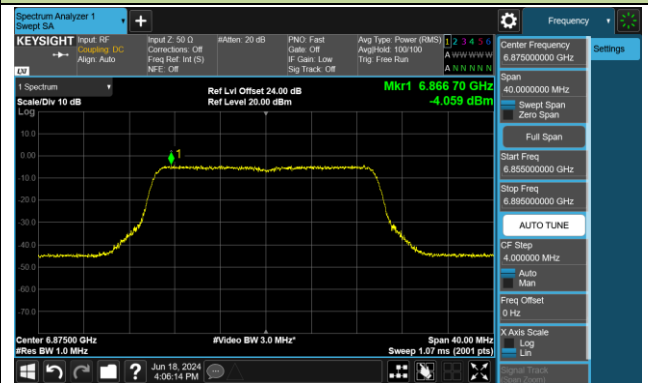 Spectrum Analyzer 1
Swept SA
+
Frequency
KEYSIGHT
Input: RF
Coupling: DC
Align: Auto
Input Z: 50 Ω
Corrections: Off
Freq Ref: Int (S)
NFE: Off
#Atten: 20 dB
PNO: Fast
Gate: Off
IF Gain: Low
Sig Track: Off
Avg Type: Power (RMS)
Avg|Hold: 100/100
Trig: Free Run
1 2 3 4 5 6
A W W W W W
A N N N N N
LXI
1 Spectrum
Scale/Div 10 dB
Log
Ref Lvl Offset 24.00 dB
Ref Level 20.00 dBm
Mkr1 6.866 70 GHz
-4.059 dBm
1
10.0
0.00
-10.0
-20.0
-30.0
-40.0
-50.0
-60.0
-70.0
Center 6.87500 GHz
#Res BW 1.0 MHz
#Video BW 3.0 MHz*
Span 40.00 MHz
Sweep 1.07 ms (2001 pts)
Jun 18, 2024
4:06:14 PM
?
Center Frequency
6.875000000 GHz
Settings
Span
40.0000000 MHz
Swept Span
Zero Span
Full Span
Start Freq
6.855000000 GHz
Stop Freq
6.895000000 GHz
AUTO TUNE
CF Step
4.000000 MHz
Auto
Man
Freq Offset
0 Hz
X Axis Scale
Log
Lin
Signal Track
(Span Zoom)